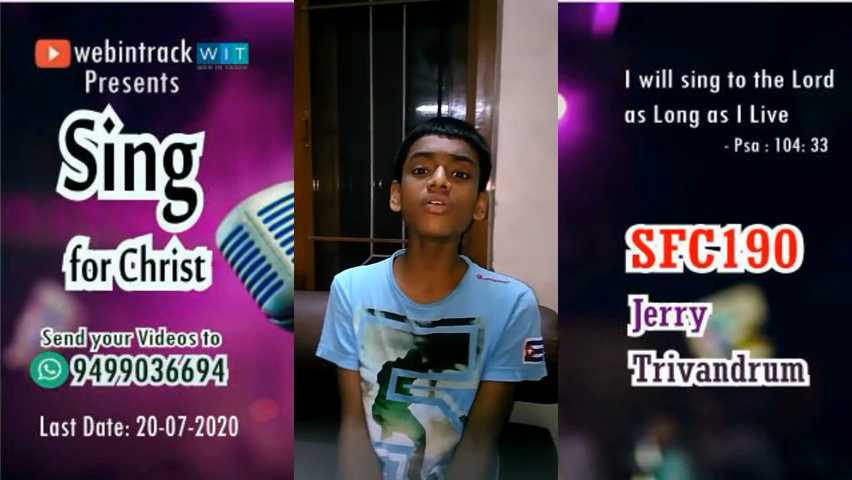 webintrack WIT
Presents
Sing
for Christ
Send your Videos to
9499036694
Last Date: 20-07-2020
I will sing to the Lord
as Long as I Live
- Psa : 104: 33
SFC190
Jerry
Trivandrum